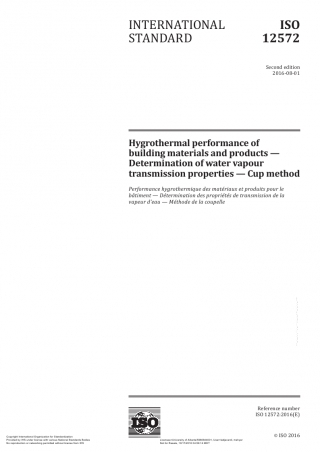 INTERNATIONAL
STANDARD
ISO
12572
Second edition
2016-08-01
Hygrothermal performance of
building materials and products —
Determination of water vapour
transmission properties — Cup method
Performance hygrothermique des matériaux et produits pour le
bâtiment — Détermination des propriétés de transmission de la
vapeur d'eau — Méthode de la coupelle
Reference number
ISO 12572:2016(E)
ISO
© ISO 2016